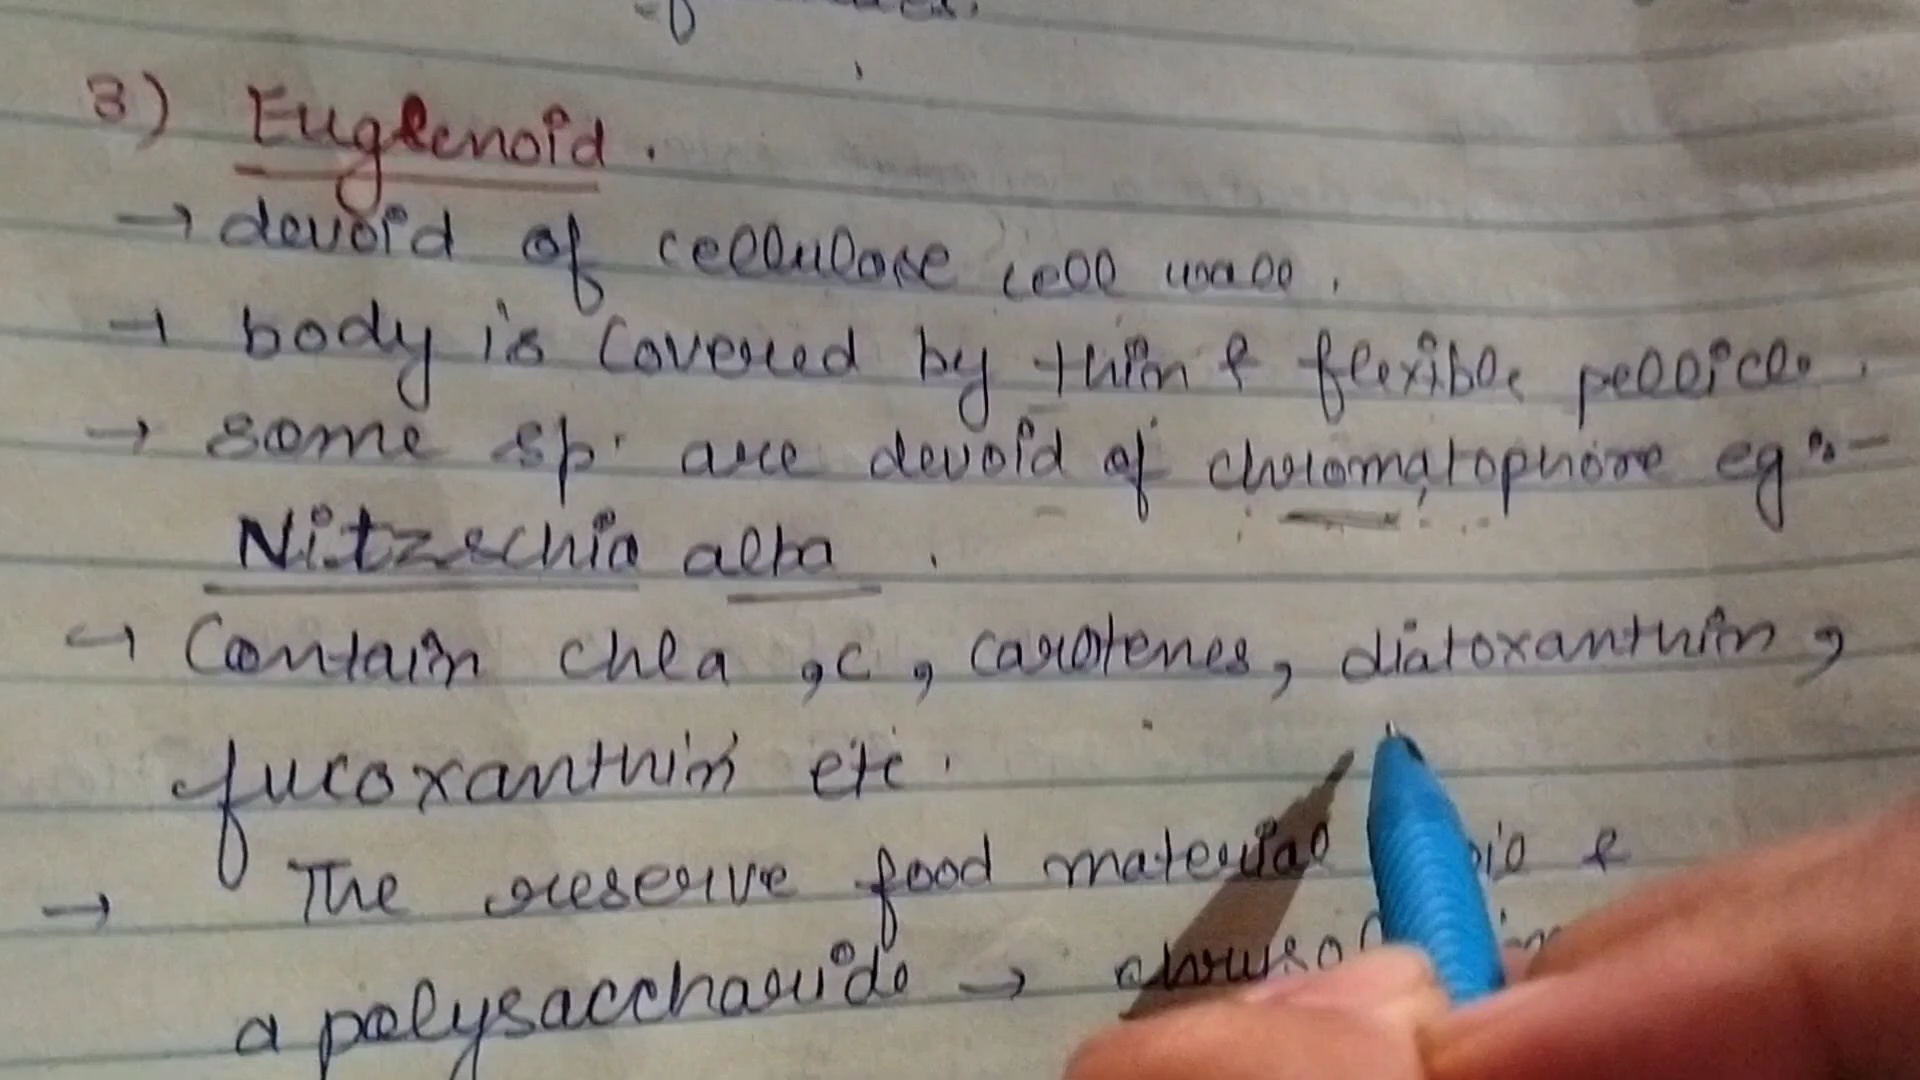 3) Euglenoid.
→ devoid of cellulose cell wall.
→ body is covered by thin & flexible pellicle.
→ some sp. are devoid of chromatophore eg:-
Nitzschia alba.
→ Contain chl a, c, carotenes, diatoxanthin,
fucoxanthin etc.
→ The reserve food material &
a polysaccharide →